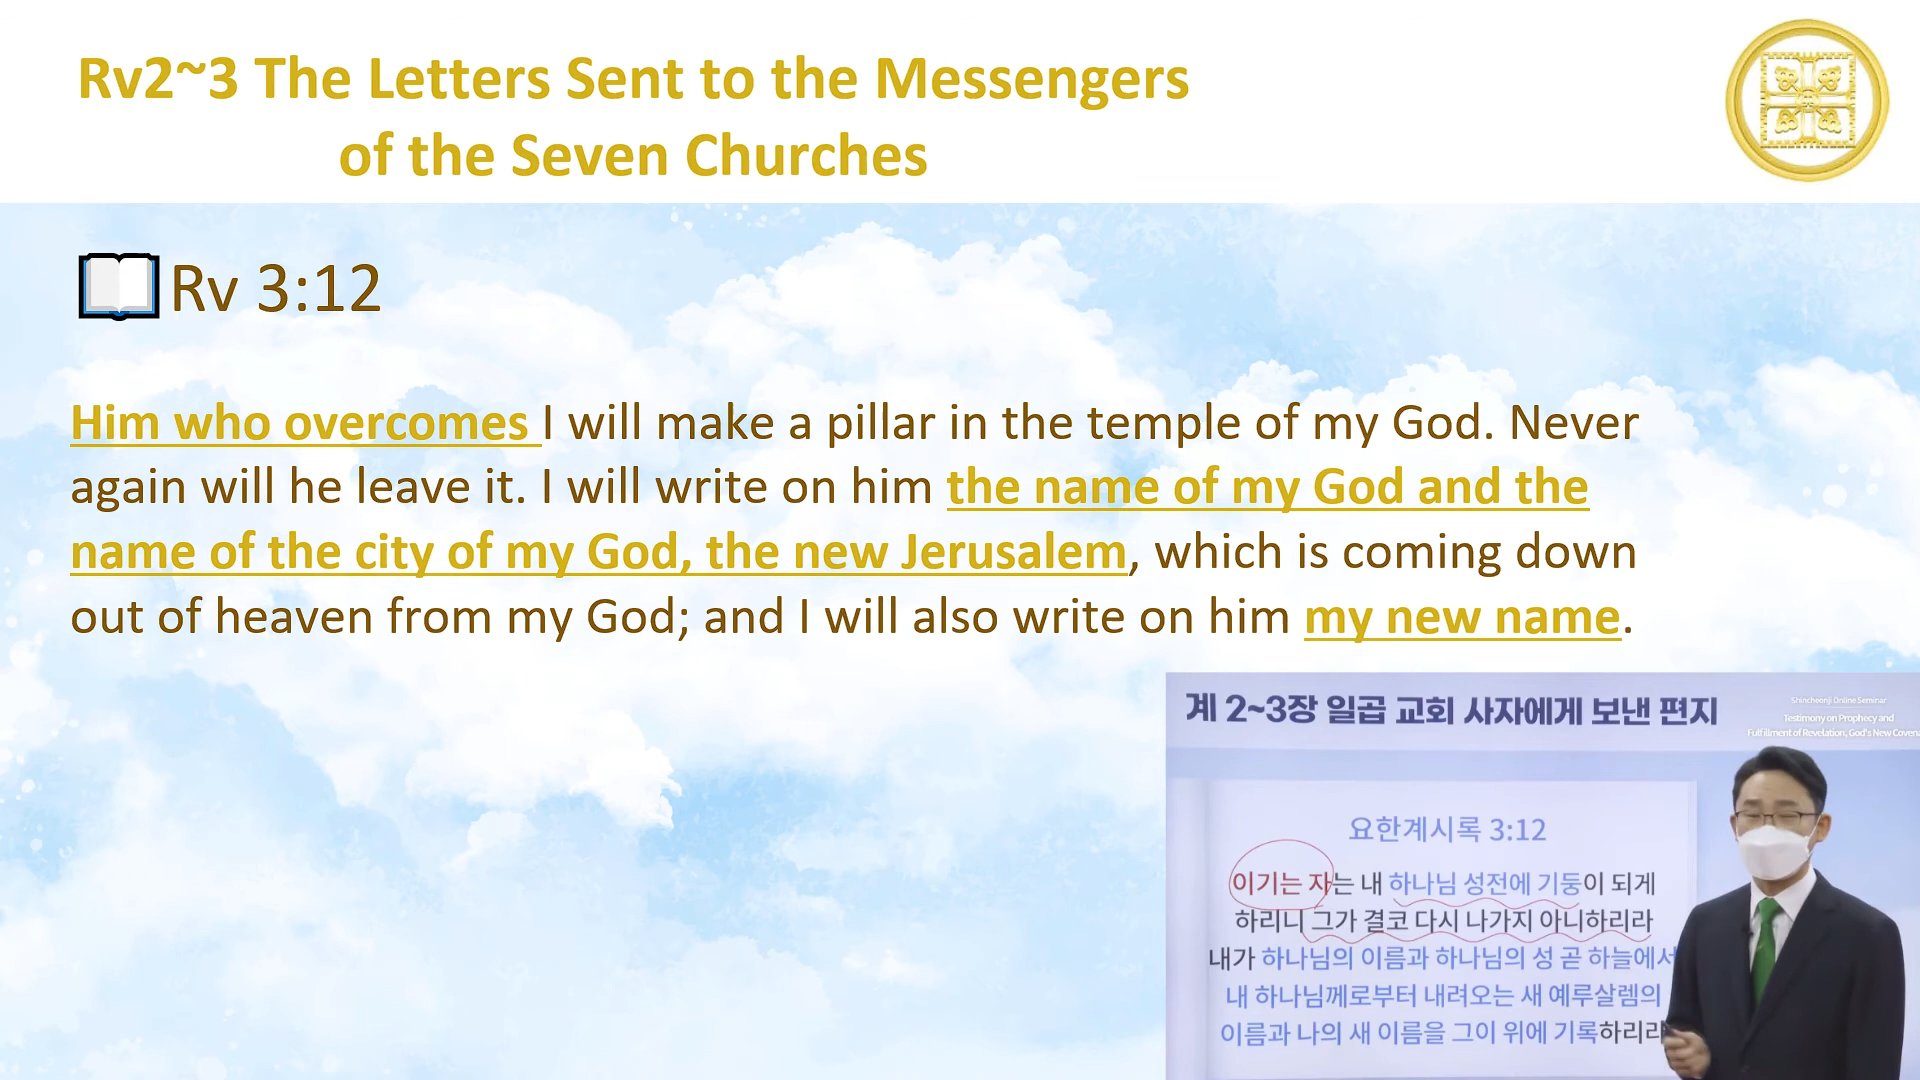 Rv2~3 The Letters Sent to the Messengers
of the Seven Churches
Rv 3:12
Him who overcomes I will make a pillar in the temple of my God. Never
again will he leave it. I will write on him the name of my God and the
name of the city of my God, the new Jerusalem, which is coming down
out of heaven from my God; and I will also write on him my new name.
계 2~3장 일곱 교회 사자에게 보낸 편지
Shincheonji Online Seminar
Testimony on Prophecy and
Fulfillment of Revelation, God's New
요한계시록 3:12
이기는 자는 내 하나님 성전에 기둥이 되게
하리니 그가 결코 다시 나가지 아니하리라
내가 하나님의 이름과 하나님의 성 곧 하늘에서
내 하나님께로부터 내려오는 새 예루살렘의
이름과 나의 새 이름을 그이 위에 기록하리라